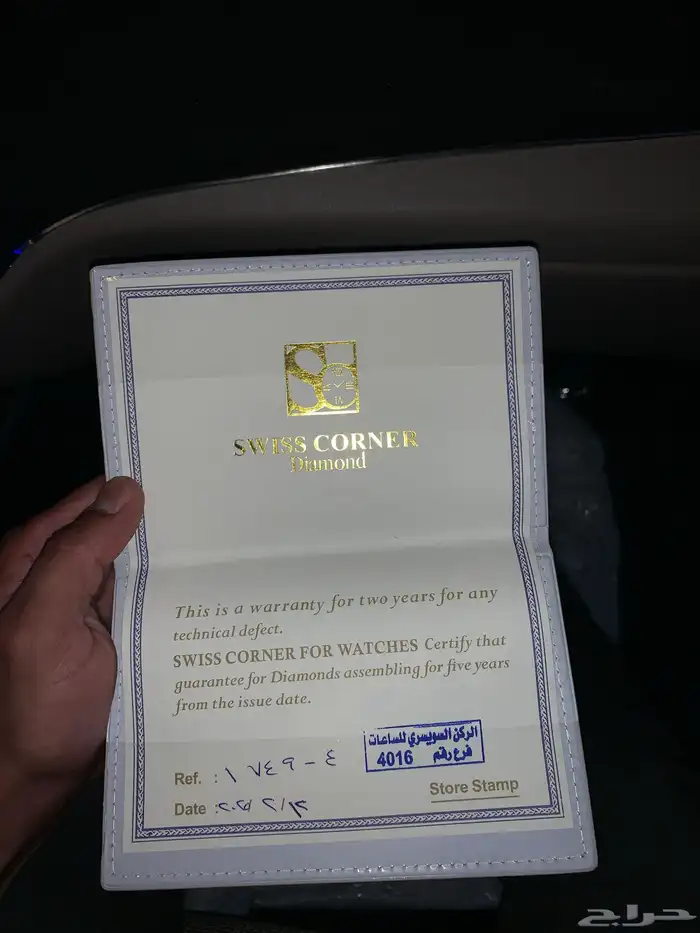 SWISS CORNER
Diamond
This is a warranty for two years for any
technical defect.
SWISS CORNER FOR WATCHES Certify that
guarantee for Diamonds assembling for five years
from the issue date.
الركن السويسري للساعات
فرع رقم 4016
Ref. : ١ ٧٤٩ - ٤
Date :
Store Stamp
حراج